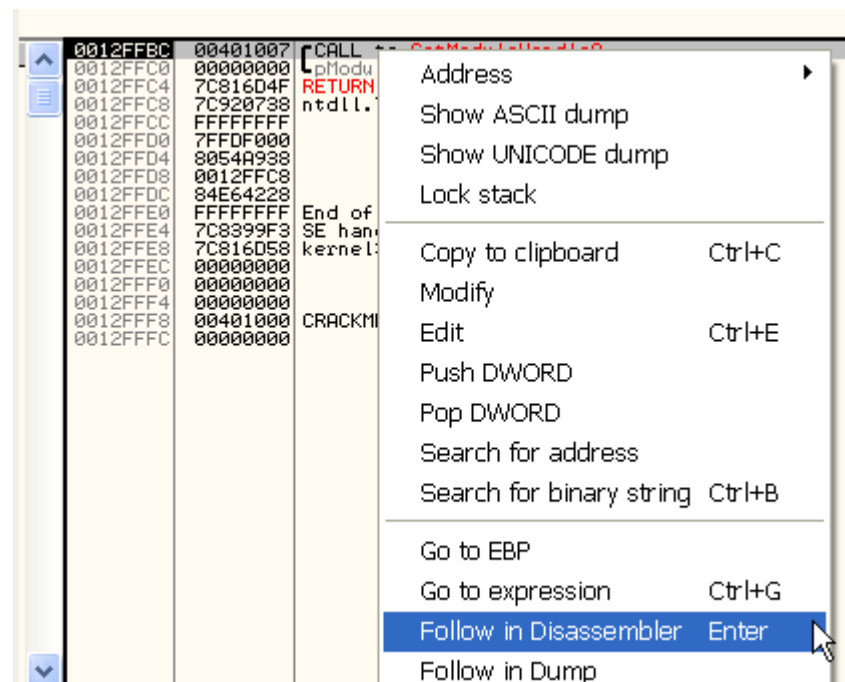 0012FFBC 00401007 CALL to GetModuleHandleA
0012FFC0 00000000 pModu
0012FFC4 7C816D4F RETURN
0012FFC8 7C920738 ntdll.
0012FFCC FFFFFFFF
0012FFD0 7FFDF000
0012FFD4 8054A938
0012FFD8 0012FFC8
0012FFDC 84E64228
0012FFE0 FFFFFFFF End of
0012FFE4 7C8399F3 SE han
0012FFE8 7C816D58 kernel
0012FFEC 00000000
0012FFF0 00000000
0012FFF4 00000000
0012FFF8 00401000 CRACKM
0012FFFC 00000000
Address
Show ASCII dump
Show UNICODE dump
Lock stack
Copy to clipboard Ctrl+C
Modify
Edit Ctrl+E
Push DWORD
Pop DWORD
Search for address
Search for binary string Ctrl+B
Go to EBP
Go to expression Ctrl+G
Follow in Disassembler Enter
Follow in Dump